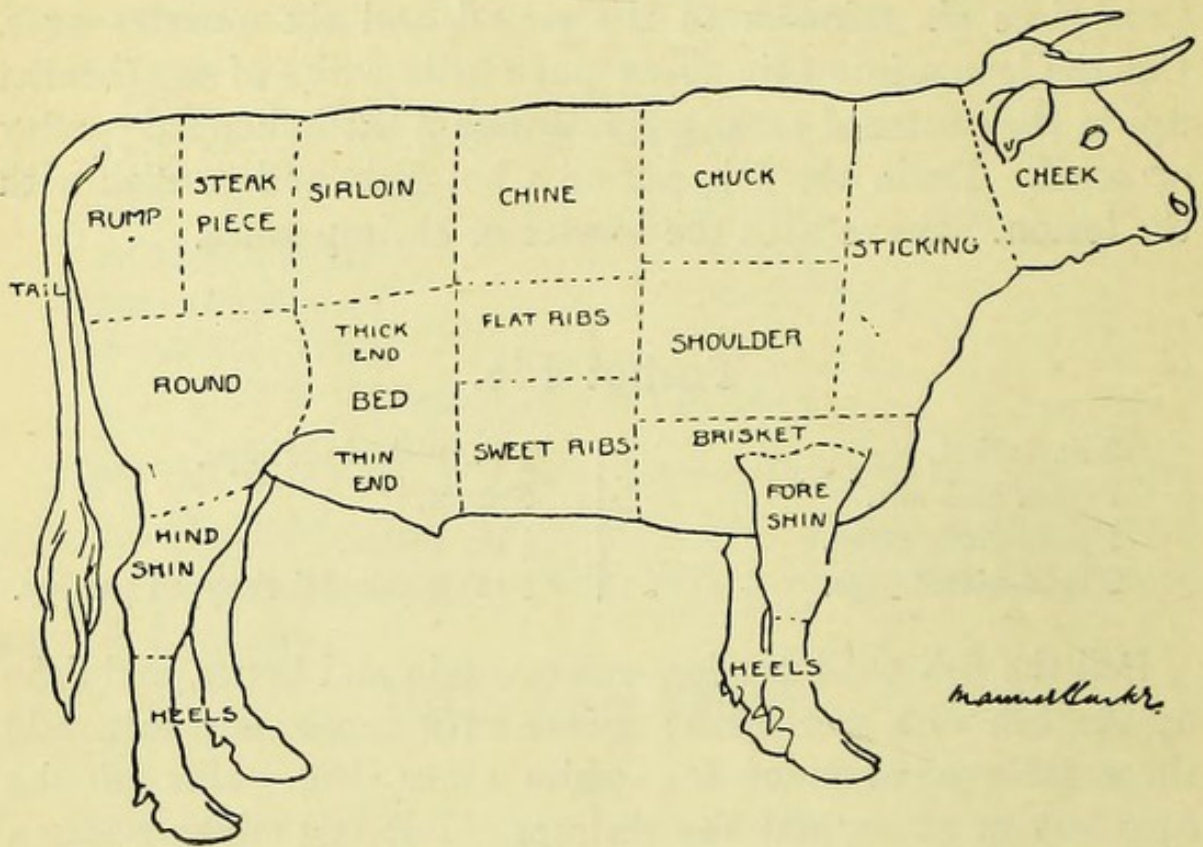 RUMP
STEAK
PIECE
SIRLOIN
CHINE
CHUCK
CHEEK
STICKING
TAIL
THICK
END
FLAT RIBS
SHOULDER
ROUND
BED
BRISKET
SWEET RIBS
THIN
END
FORE
SHIN
HIND
SHIN
HEELS
HEELS